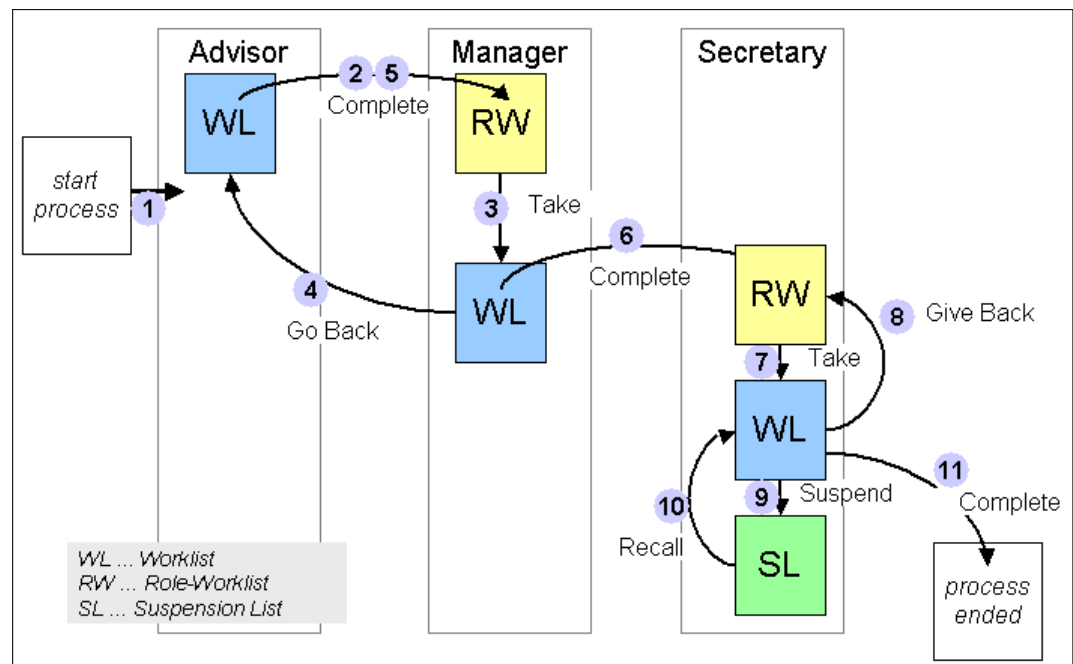 Advisor
Manager
Secretary
WL
2 5
Complete
RW
start
process
1
3
Take
6
Complete
4
Go Back
WL
RW
8
Give Back
7
Take
WL
11
Complete
9
Suspend
10
Recall
SL
WL ... Worklist
RW ... Role-Worklist
SL ... Suspension List
process
ended